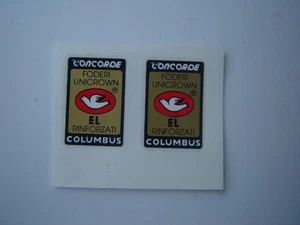 CONCORDE
FODERI
UNICROWN
®
EL
RINFORZATI
COLUMBUS
CONCORDE
FODERI
UNICROWN
®
EL
RINFORZATI
COLUMBUS